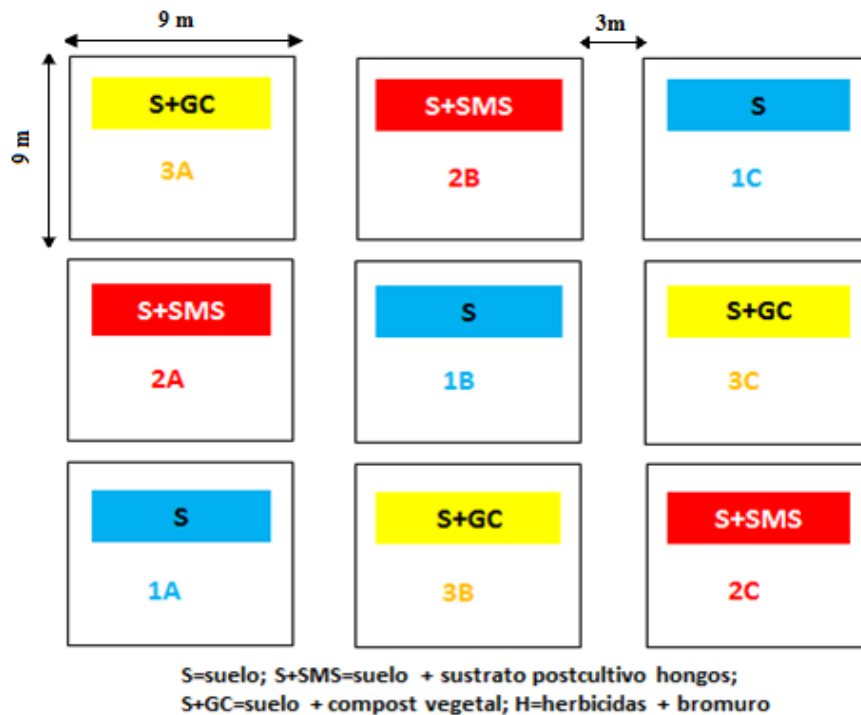 9 m
3m
9 m
S+GC
S+SMS
S
3A
2B
1C
S+SMS
S
S+GC
2A
1B
3C
S
S+GC
S+SMS
1A
3B
2C
S=suelo; S+SMS=suelo + sustrato postcultivo hongos;
S+GC=suelo + compost vegetal; H=herbicidas + bromuro